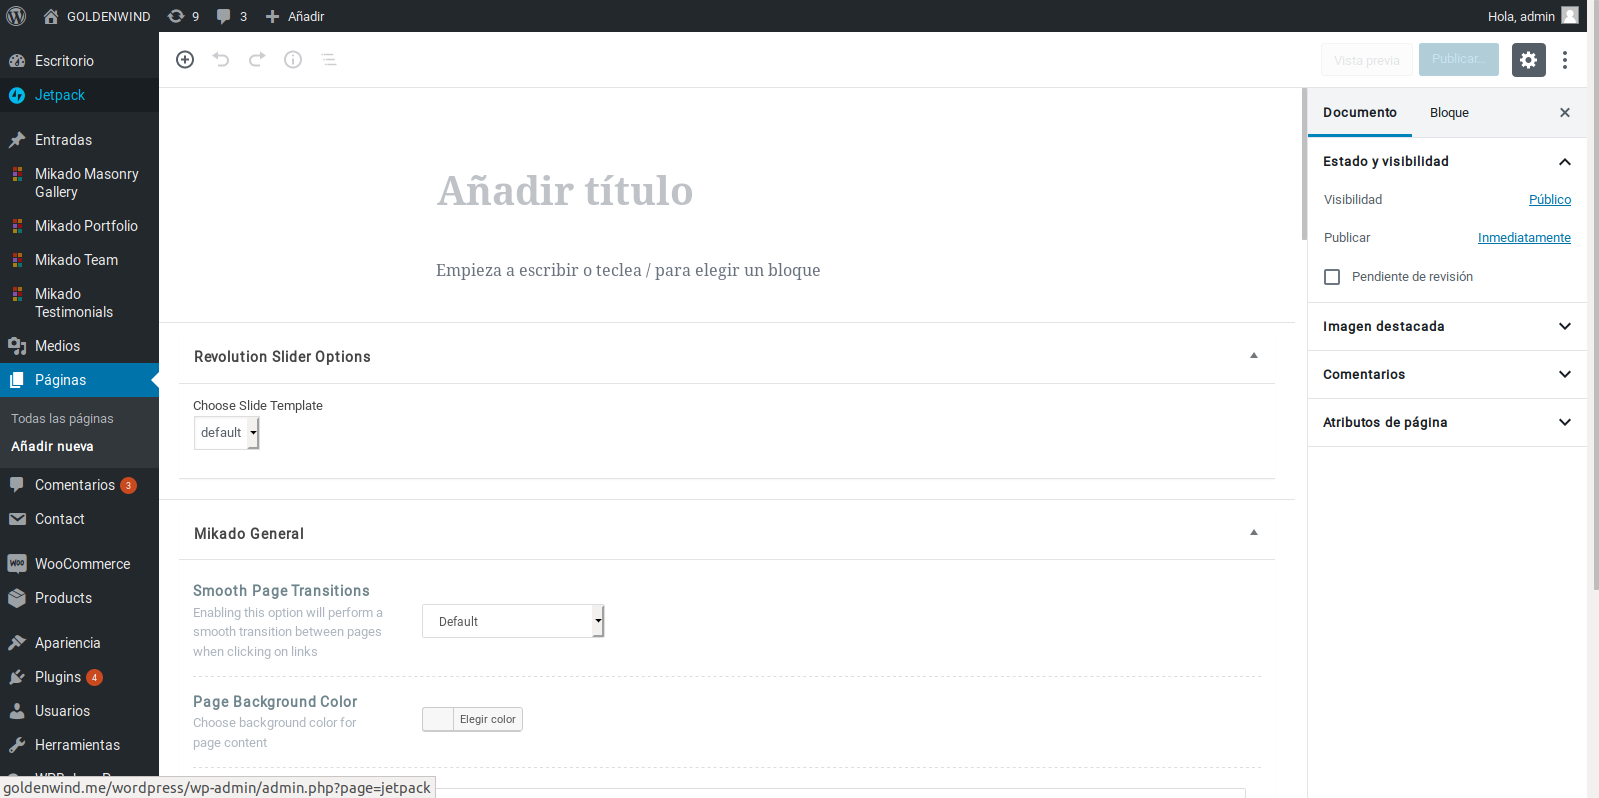 GOLDENWIND 9 3 Añadir Hola, admin
Escritorio
Jetpack
Entradas
Mikado Masonry
Gallery
Mikado Portfolio
Mikado Team
Mikado
Testimonials
Medios
Páginas
Todas las páginas
Añadir nueva
Comentarios 3
Contact
WooCommerce
Products
Apariencia
Plugins 4
Usuarios
Herramientas
goldenwind.me/wordpress/wp-admin/admin.php?page=jetpack
Vista previa Publicar...
Añadir título
Empieza a escribir o teclea / para elegir un bloque
Revolution Slider Options
Choose Slide Template
default
Mikado General
Smooth Page Transitions
Enabling this option will perform a
smooth transition between pages
when clicking on links
Default
Page Background Color
Choose background color for
page content
Elegir color
Documento Bloque
Estado y visibilidad
Visibilidad Público
Publicar Inmediatamente
Pendiente de revisión
Imagen destacada
Comentarios
Atributos de página